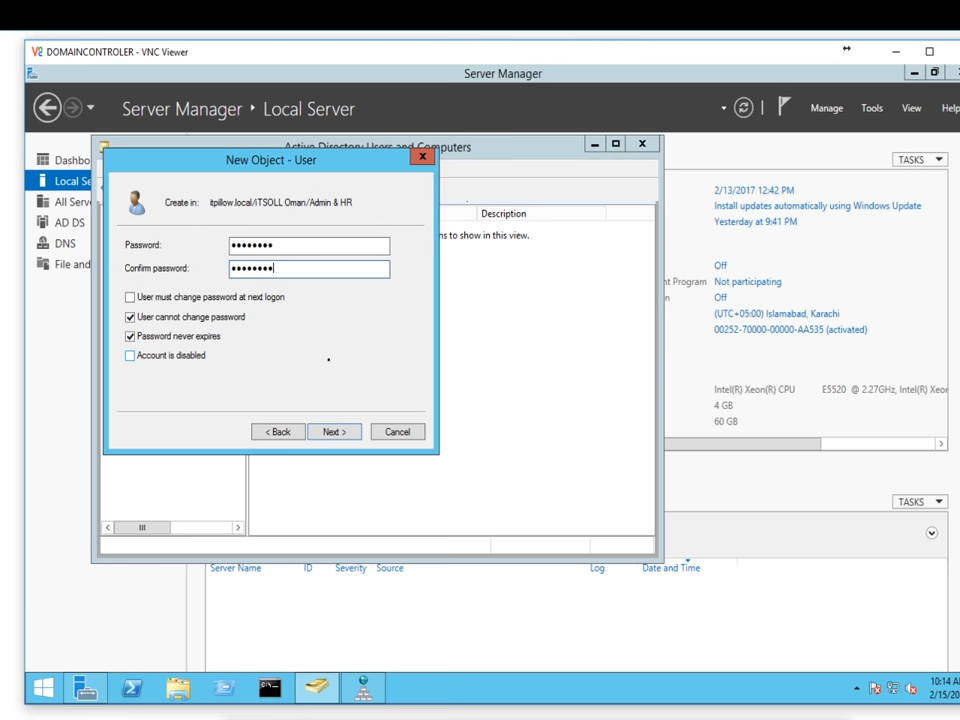 DOMAINCONTROLER - VNC Viewer
Server Manager
Server Manager • Local Server
Manage Tools View Help
Active Directory Users and Computers
New Object - User
Create in: itpillow.local/iTSOLL Oman/Admin & HR
Password:
Confirm password:
User must change password at next logon
User cannot change password
Password never expires
Account is disabled
< Back Next > Cancel
Description
ns to show in this view.
Dashbo
Local Se
All Serve
AD DS
DNS
File and
TASKS
2/13/2017 12:42 PM
Install updates automatically using Windows Update
Yesterday at 9:41 PM
Off
nt Program Not participating
n Off
(UTC+05:00) Islamabad, Karachi
00252-70000-00000-AA535 (activated)
Intel(R) Xeon(R) CPU E5520 @ 2.27GHz, Intel(R) Xeon
4 GB
60 GB
TASKS
Server Name ID Severity Source Log Date and Time
10:14 A
2/15/20